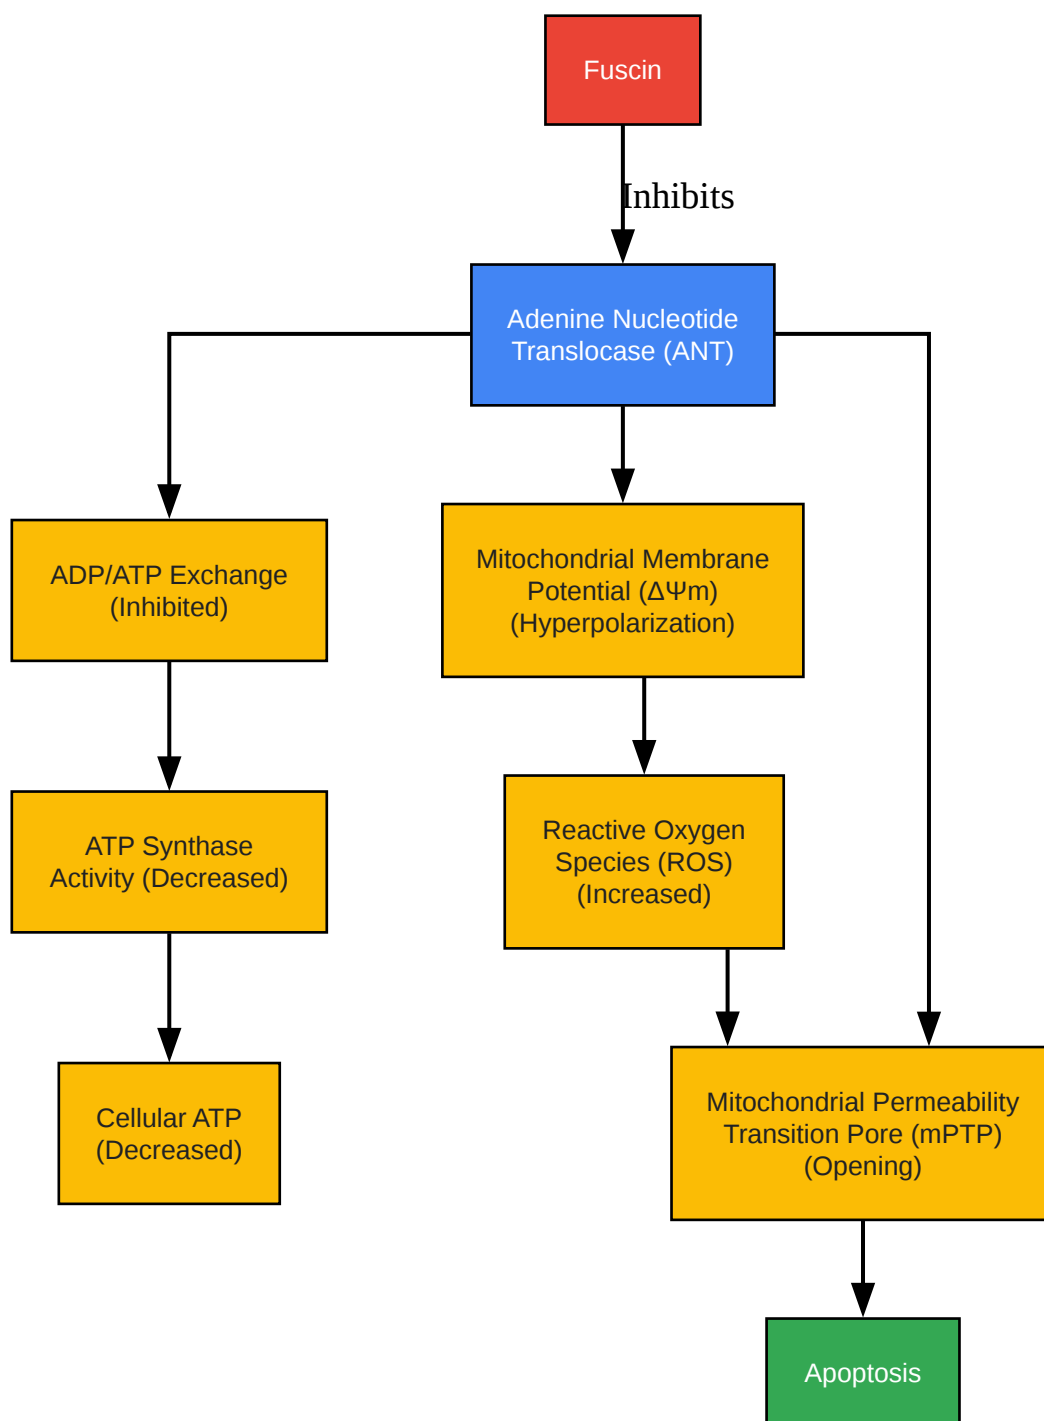 Fuscin
Inhibits
Adenine Nucleotide
Translocase (ANT)
ADP/ATP Exchange
(Inhibited)
Mitochondrial Membrane
Potential (ΔΨm)
(Hyperpolarization)
ATP Synthase
Activity (Decreased)
Reactive Oxygen
Species (ROS)
(Increased)
Cellular ATP
(Decreased)
Mitochondrial Permeability
Transition Pore (mPTP)
(Opening)
Apoptosis